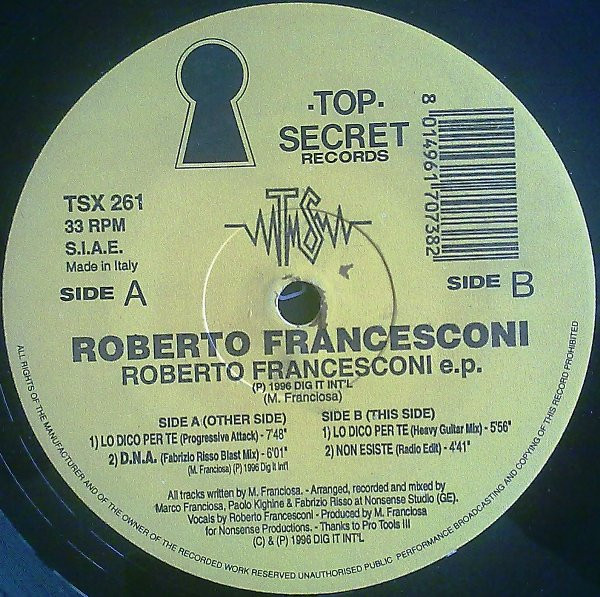 -TOP-
SECRET
RECORDS
8 014961 707382
TSX 261
33 RPM
S.I.A.E.
Made in Italy
SIDE A
TMS
SIDE B
ROBERTO FRANCESCONI
ROBERTO FRANCESCONI e.p.
(P) 1996 DIG IT INT'L
(M. Franciosa)
SIDE A (OTHER SIDE)
1) LO DICO PER TE (Progressive Attack) - 7'48"
2) D.N.A. (Fabrizio Risso Blast Mix) - 6'01"
(M. Franciosa) (P) 1996 Dig it int'l
SIDE B (THIS SIDE)
1) LO DICO PER TE (Heavy Guitar Mix) - 5'56"
2) NON ESISTE (Radio Edit) - 4'41"
All tracks written by M. Franciosa. - Arranged, recorded and mixed by
Marco Franciosa, Paolo Kighine & Fabrizio Risso at Nonsense Studio (GE).
Vocals by Roberto Francesconi - Produced by M. Franciosa
for Nonsense Productions. - Thanks to Pro Tools III
(C) & (P) 1996 DIG IT INT'L
ALL RIGHTS OF THE MANUFACTURER AND OF THE OWNER OF THE RECORDED WORK RESERVED UNAUTHORISED PUBLIC PERFORMANCE BROADCASTING AND COPYING OF THIS RECORD PROHIBITED